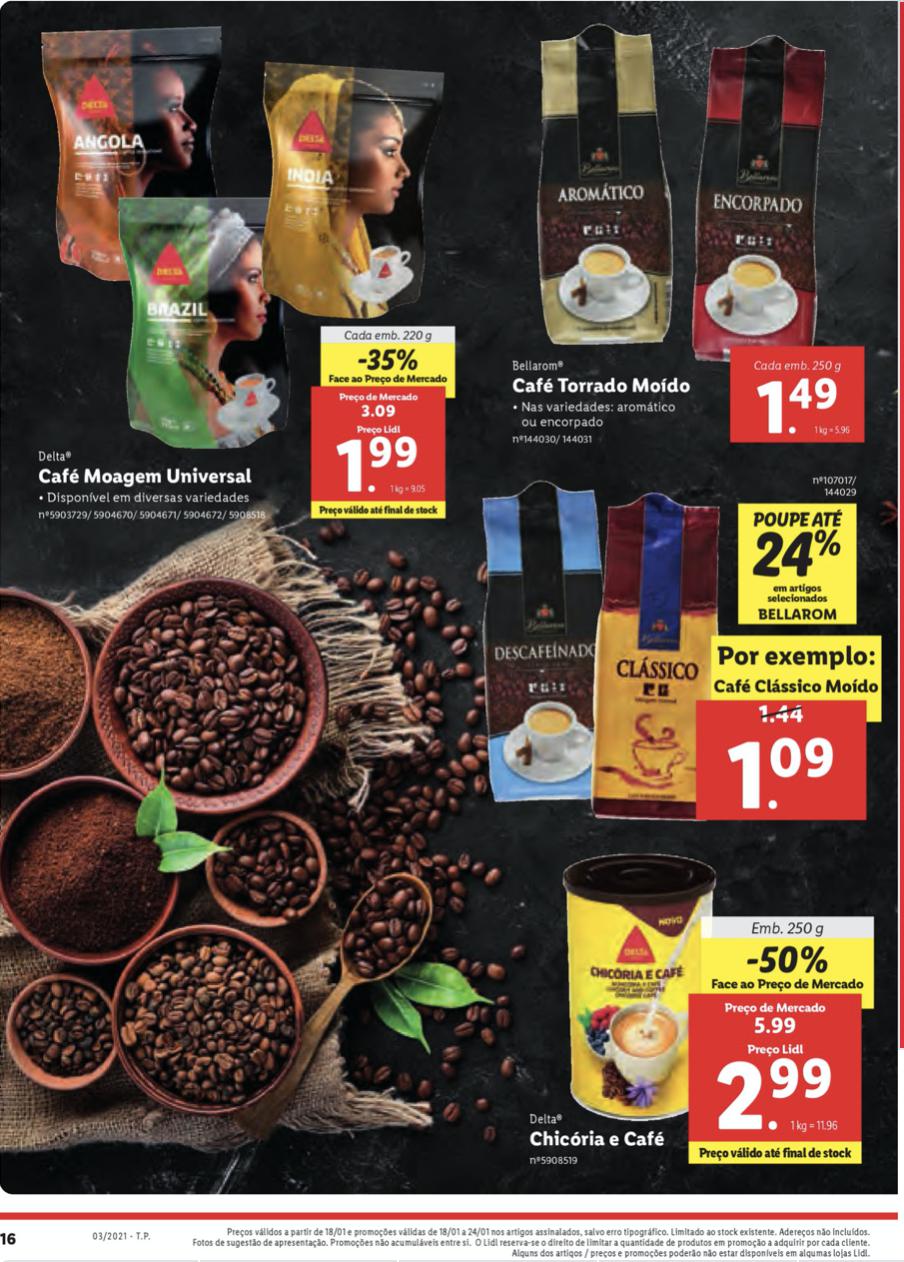 DELTA
ANGOLA
DELTA
INDIA
DELTA
BRAZIL
Cada emb. 220 g
-35%
Face ao Preço de Mercado
Preço de Mercado
3.09
Preço Lidl
1.99
1 kg = 9.05
Preço válido até final de stock
Delta®
Café Moagem Universal
• Disponível em diversas variedades
nº5903729/ 5904670/ 5904671/ 5904672/ 5908518
Bellarom
AROMÁTICO
Bellarom
ENCORPADO
Bellarom®
Café Torrado Moído
• Nas variedades: aromático
ou encorpado
nº144030/ 144031
Cada emb. 250 g
1.49
1 kg = 5.96
nº107017/
144029
Bellarom
DESCAFEÍNADO
Bellarom
CLÁSSICO
POUPE ATÉ
24%
em artigos
selecionados
BELLAROM
Por exemplo:
Café Clássico Moído
1.44
1.09
NOVO
DELTA
CHICÓRIA E CAFÉ
Emb. 250 g
-50%
Face ao Preço de Mercado
Preço de Mercado
5.99
Preço Lidl
2.99
1 kg = 11.96
Preço válido até final de stock
Delta®
Chicória e Café
nº5908519
16
03/2021 - T.P.
Preços válidos a partir de 18/01 e promoções válidas de 18/01 a 24/01 nos artigos assinalados, salvo erro tipográfico. Limitado ao stock existente. Adereços não incluídos.
Fotos de sugestão de apresentação. Promoções não acumuláveis entre si. O Lidl reserva-se o direito de limitar a quantidade de produtos em promoção a adquirir por cada cliente.
Alguns dos artigos / preços e promoções poderão não estar disponíveis em algumas lojas Lidl.